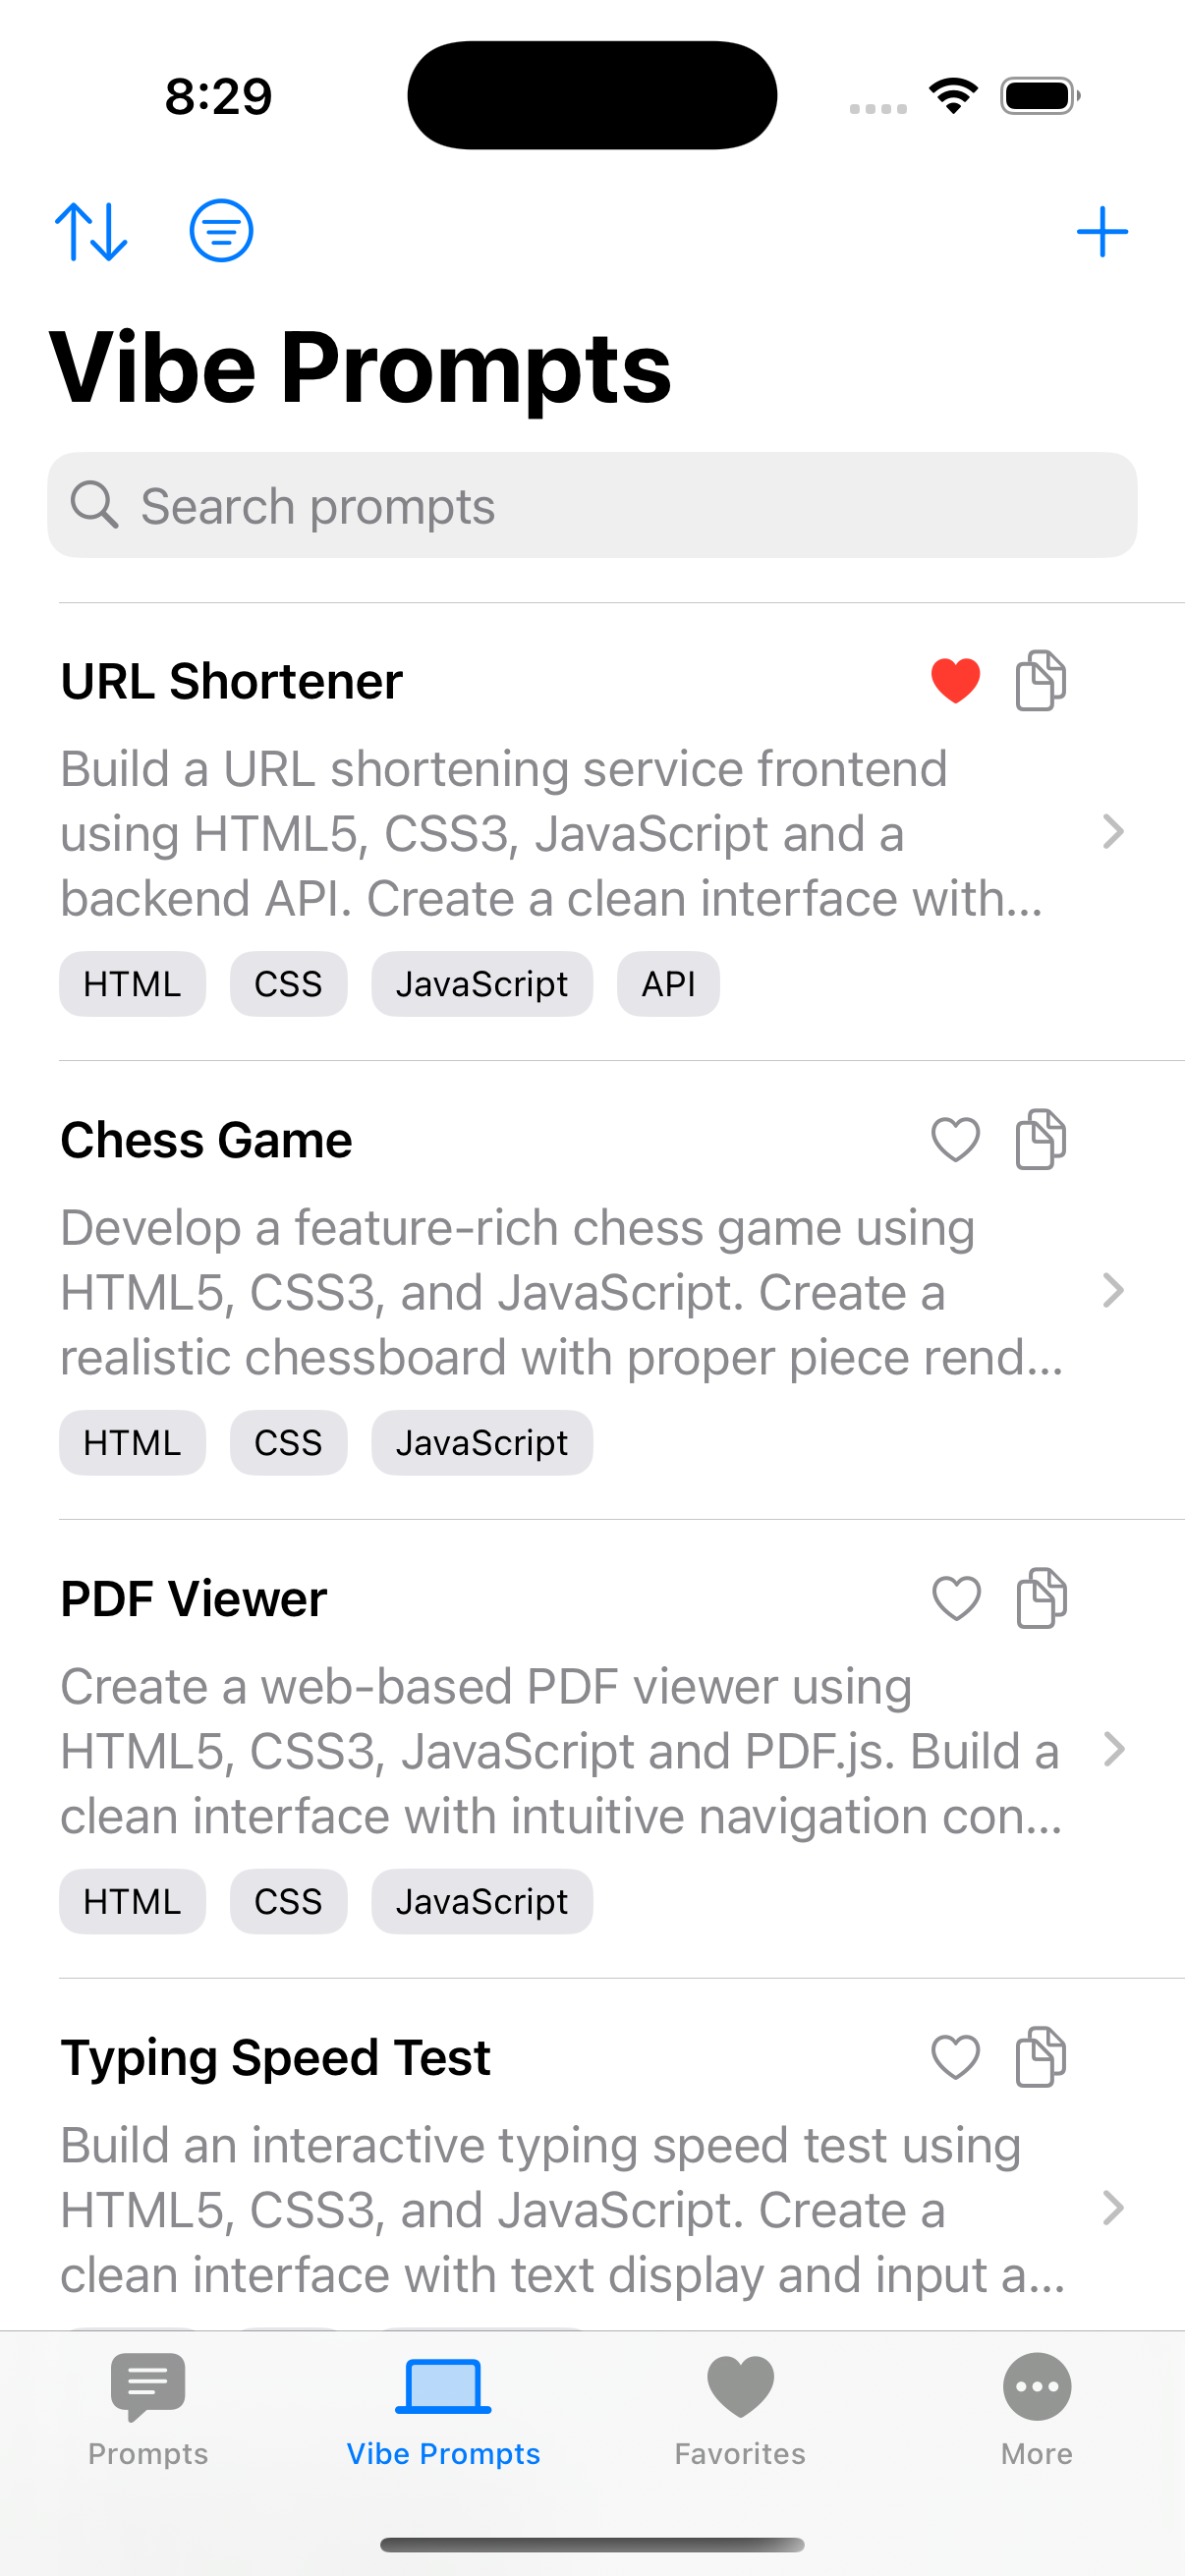 8:29
Vibe Prompts
Search prompts
URL Shortener
Build a URL shortening service frontend
using HTML5, CSS3, JavaScript and a
backend API. Create a clean interface with...
HTML CSS JavaScript API
Chess Game
Develop a feature-rich chess game using
HTML5, CSS3, and JavaScript. Create a
realistic chessboard with proper piece rend...
HTML CSS JavaScript
PDF Viewer
Create a web-based PDF viewer using
HTML5, CSS3, JavaScript and PDF.js. Build a
clean interface with intuitive navigation con...
HTML CSS JavaScript
Typing Speed Test
Build an interactive typing speed test using
HTML5, CSS3, and JavaScript. Create a
clean interface with text display and input a...
Prompts Vibe Prompts Favorites More